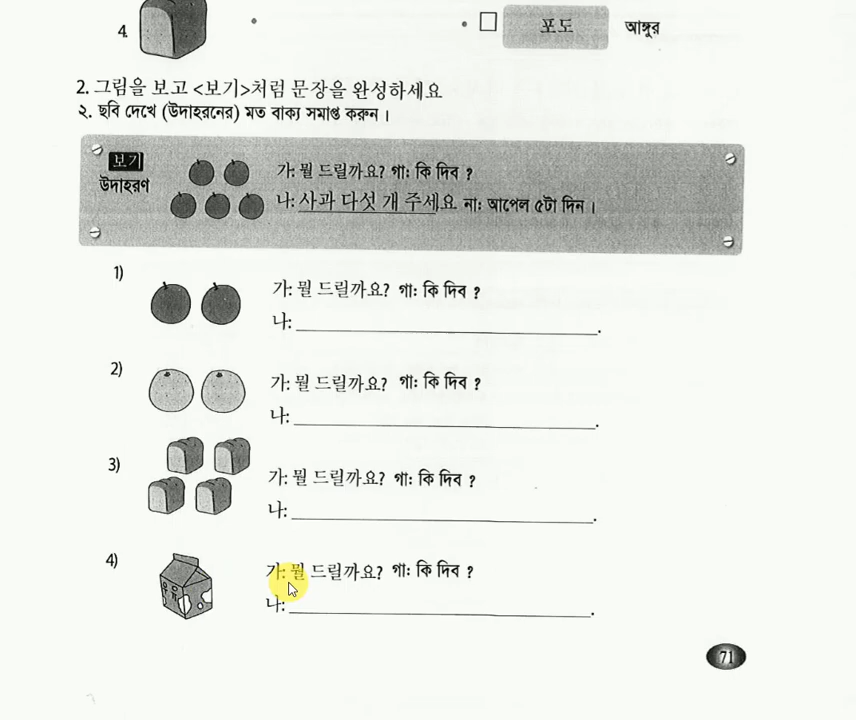 4. 포도 আঙ্গুর
2. 그림을 보고 <보기>처럼 문장을 완성하세요
২. ছবি দেখে (উদাহরনের) মত বাক্য সমাপ্ত করুন।
보기 가: 뭘 드릴까요? গা: কি দিব ?
উদাহরণ
나: 사과 다섯 개 주세요 না: আপেল ৫টা দিন।
1) 가: 뭘 드릴까요? গা: কি দিব ?
나: .
2) 가: 뭘 드릴까요? গা: কি দিব ?
나: .
3) 가: 뭘 드릴까요? গা: কি দিব ?
나: .
4) 가: 뭘 드릴까요? গা: কি দিব ?
나: .
71